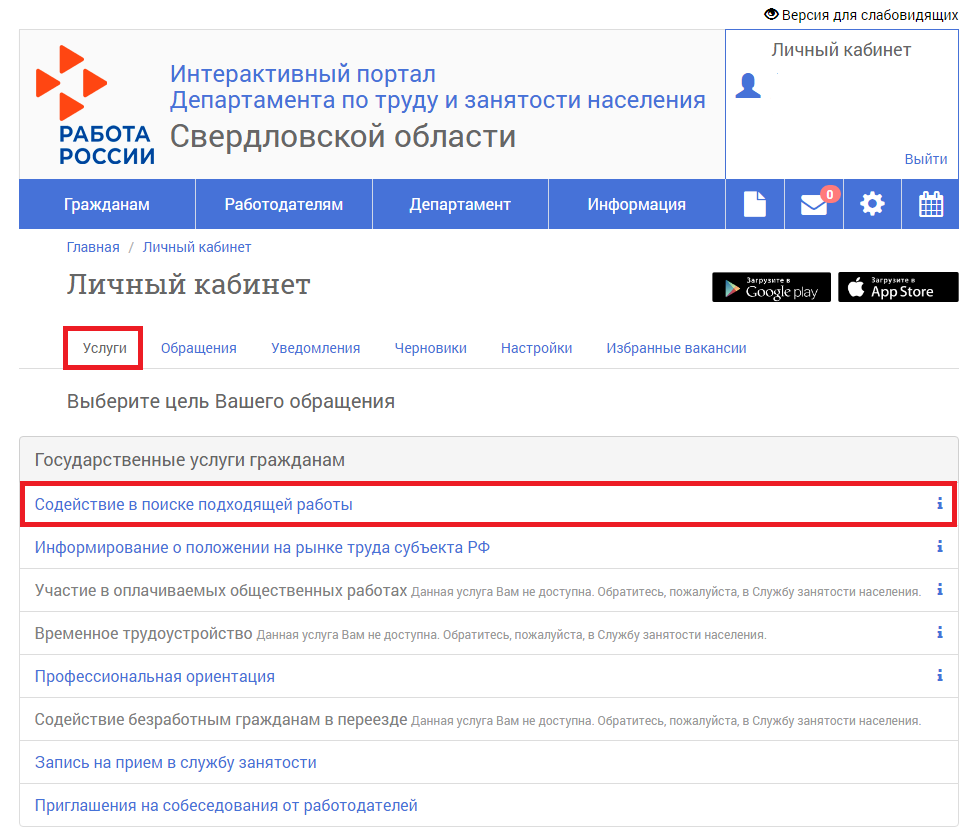 Версия для слабовидящих
Личный кабинет
Интерактивный портал
Департамента по труду и занятости населения
Свердловской области
РАБОТА
РОССИИ
Выйти
Гражданам
Работодателям
Департамент
Информация
0
Главная / Личный кабинет
Личный кабинет
Загрузите в
Google play
Загрузите в
App Store
Услуги
Обращения
Уведомления
Черновики
Настройки
Избранные вакансии
Выберите цель Вашего обращения
Государственные услуги гражданам
Содействие в поиске подходящей работы
Информирование о положении на рынке труда субъекта РФ
Участие в оплачиваемых общественных работах Данная услуга Вам не доступна. Обратитесь, пожалуйста, в Службу занятости населения.
Временное трудоустройство Данная услуга Вам не доступна. Обратитесь, пожалуйста, в Службу занятости населения.
Профессиональная ориентация
Содействие безработным гражданам в переезде Данная услуга Вам не доступна. Обратитесь, пожалуйста, в Службу занятости населения.
Запись на прием в службу занятости
Приглашения на собеседования от работодателей